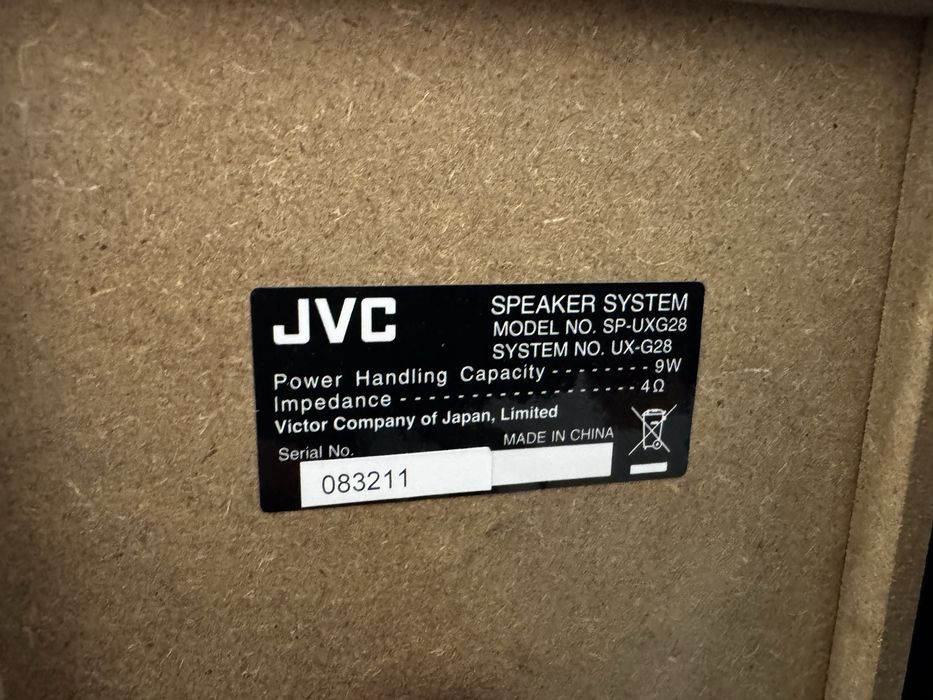 JVC
SPEAKER SYSTEM
MODEL NO. SP-UXG28
SYSTEM NO. UX-G28
Power Handling Capacity - - - - - - - - 9W
Impedance - - - - - - - - - - - - - - - - - - - 4Ω
Victor Company of Japan, Limited
MADE IN CHINA
Serial No.
083211